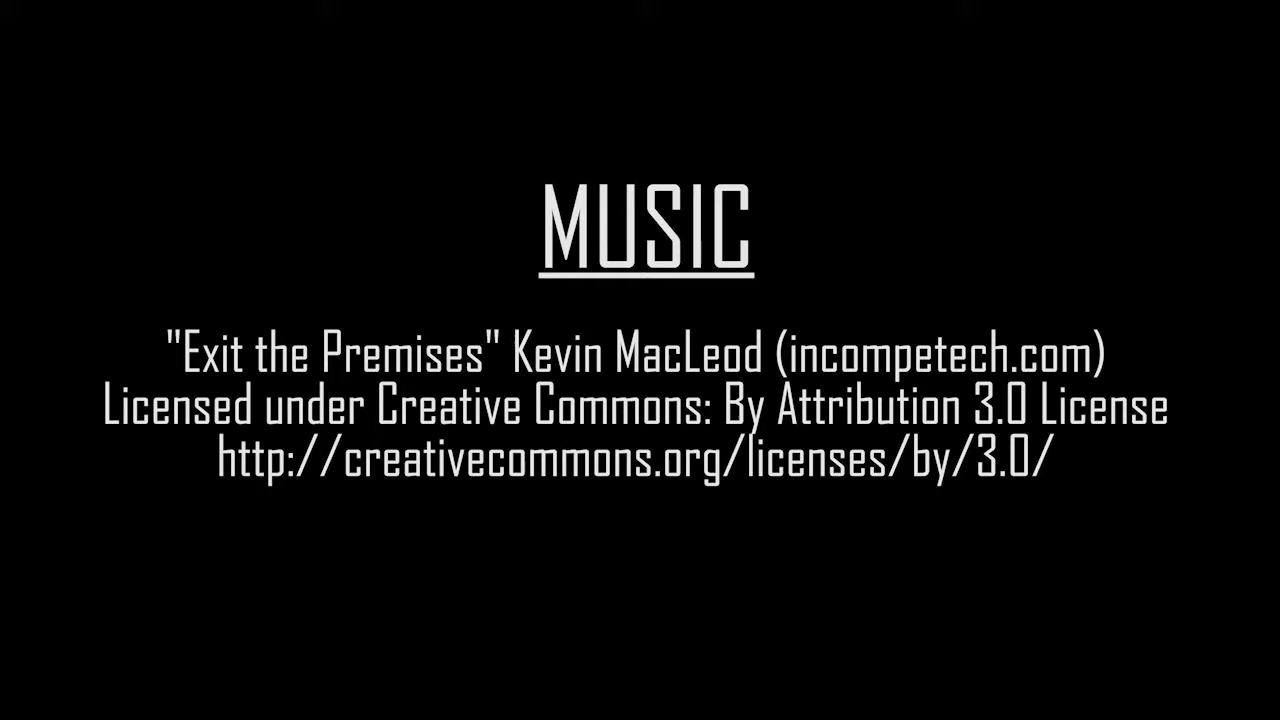 MUSIC
"Exit the Premises" Kevin MacLeod (incompetech.com)
Licensed under Creative Commons: By Attribution 3.0 License
http://creativecommons.org/licenses/by/3.0/